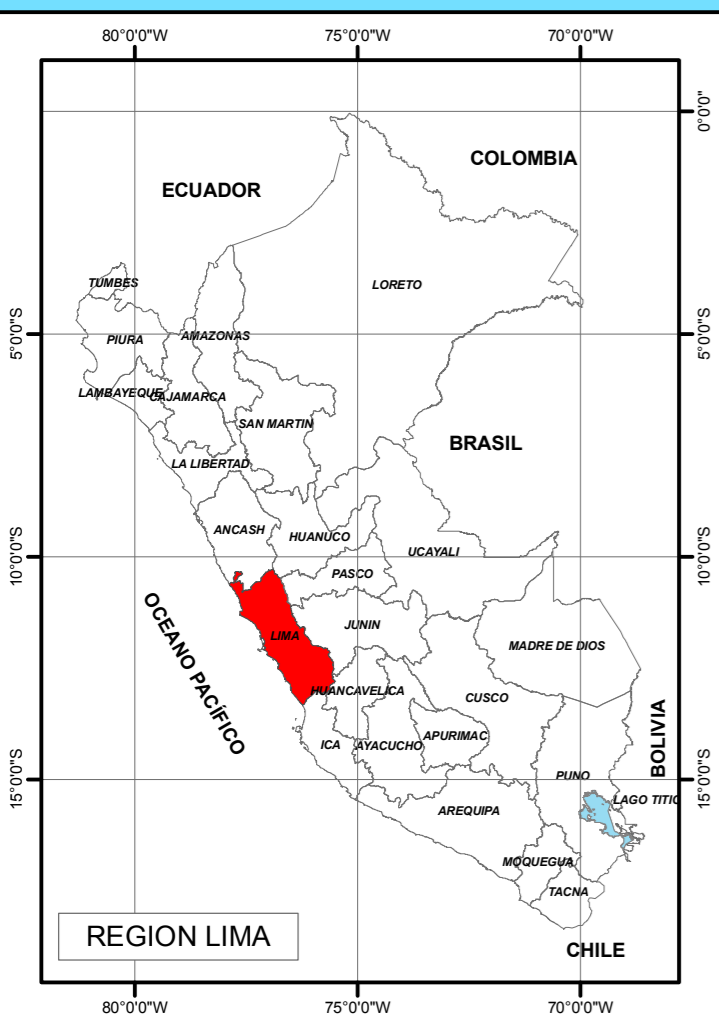 80°0'0"W 75°0'0"W 70°0'0"W
0°0'0"
COLOMBIA
ECUADOR
TUMBES
LORETO
5°0'0"S
PIURA
AMAZONAS
5°0'0"S
LAMBAYEQUE
CAJAMARCA
SAN MARTIN
BRASIL
LA LIBERTAD
ANCASH
HUANUCO
UCAYALI
10°0'0"S
PASCO
10°0'0"S
OCEANO PACÍFICO
LIMA
JUNIN
MADRE DE DIOS
HUANCAVELICA
CUSCO
BOLIVIA
ICA
AYACUCHO
APURIMAC
15°0'0"S
PUNO
15°0'0"S
LAGO TITIC
AREQUIPA
MOQUEGUA
TACNA
REGION LIMA
CHILE
80°0'0"W 75°0'0"W 70°0'0"W